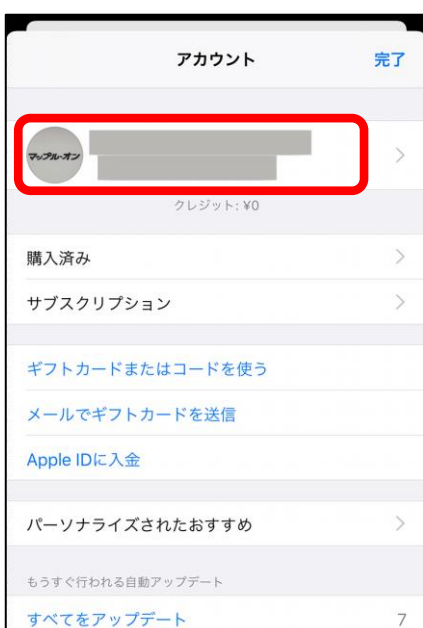 アカウント 完了
マップル・オン
クレジット: ¥0
購入済み
サブスクリプション
ギフトカードまたはコードを使う
メールでギフトカードを送信
Apple IDに入金
パーソナライズされたおすすめ
もうすぐ行われる自動アップデート
すべてをアップデート 7